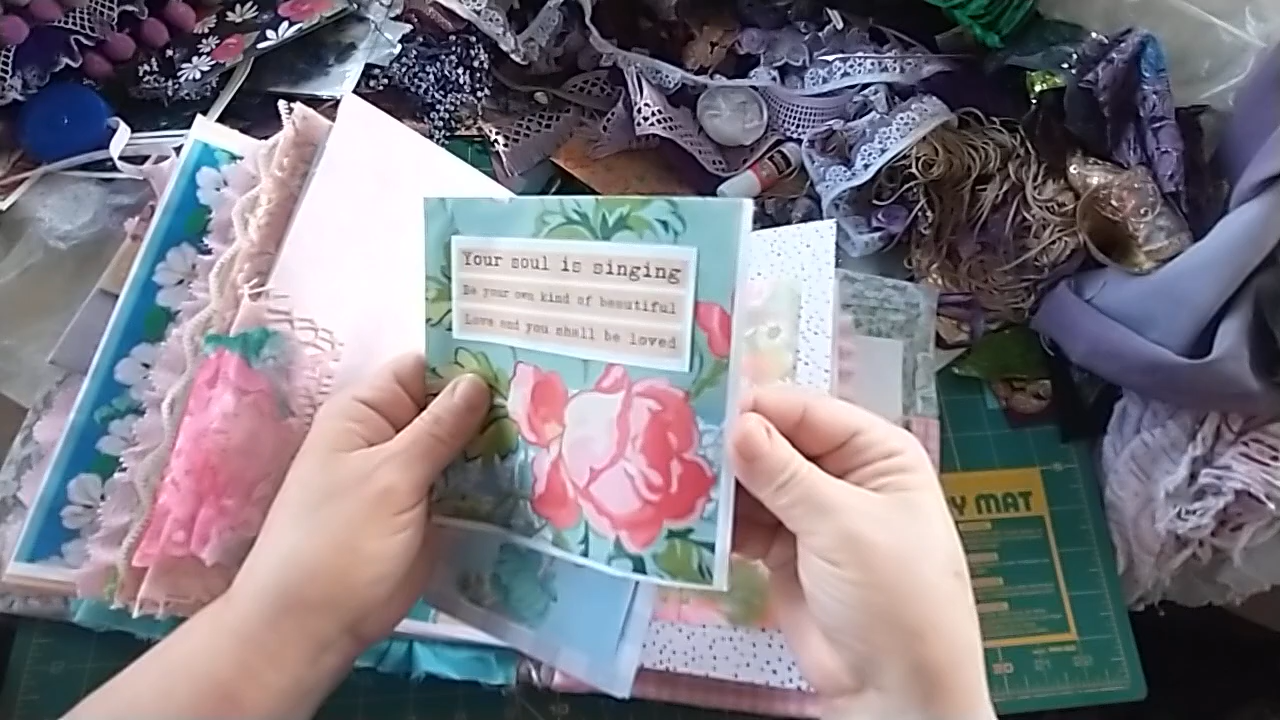 Your soul is singing
Be your own kind of beautiful
Love and you shall be loved
Y MAT